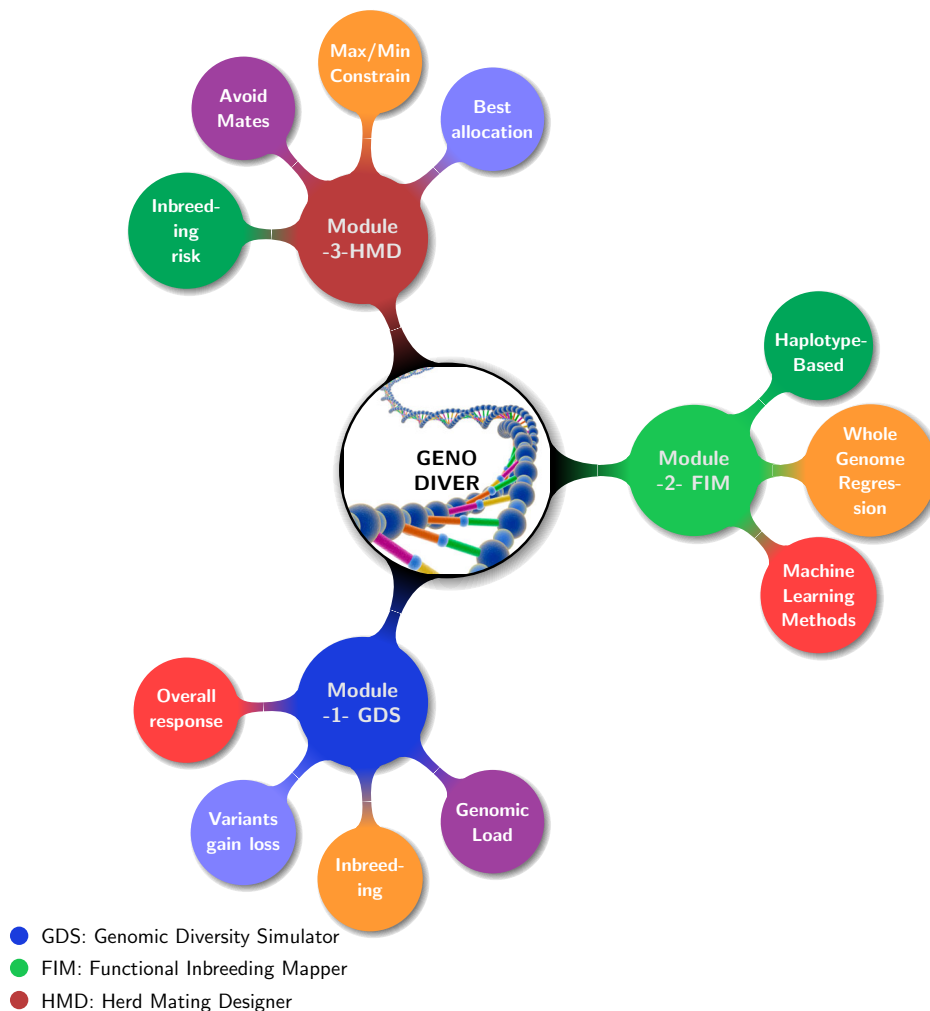 Max/Min
Constrain
Avoid
Mates
Best
allocation
Inbreed-
ing
risk
Module
-3-HMD
Haplotype-
Based
GENO
DIVER
Module
-2- FIM
Whole
Genome
Regres-
sion
Machine
Learning
Methods
Module
-1- GDS
Overall
response
Variants
gain loss
Genomic
Load
Inbreed-
ing
GDS: Genomic Diversity Simulator
FIM: Functional Inbreeding Mapper
HMD: Herd Mating Designer